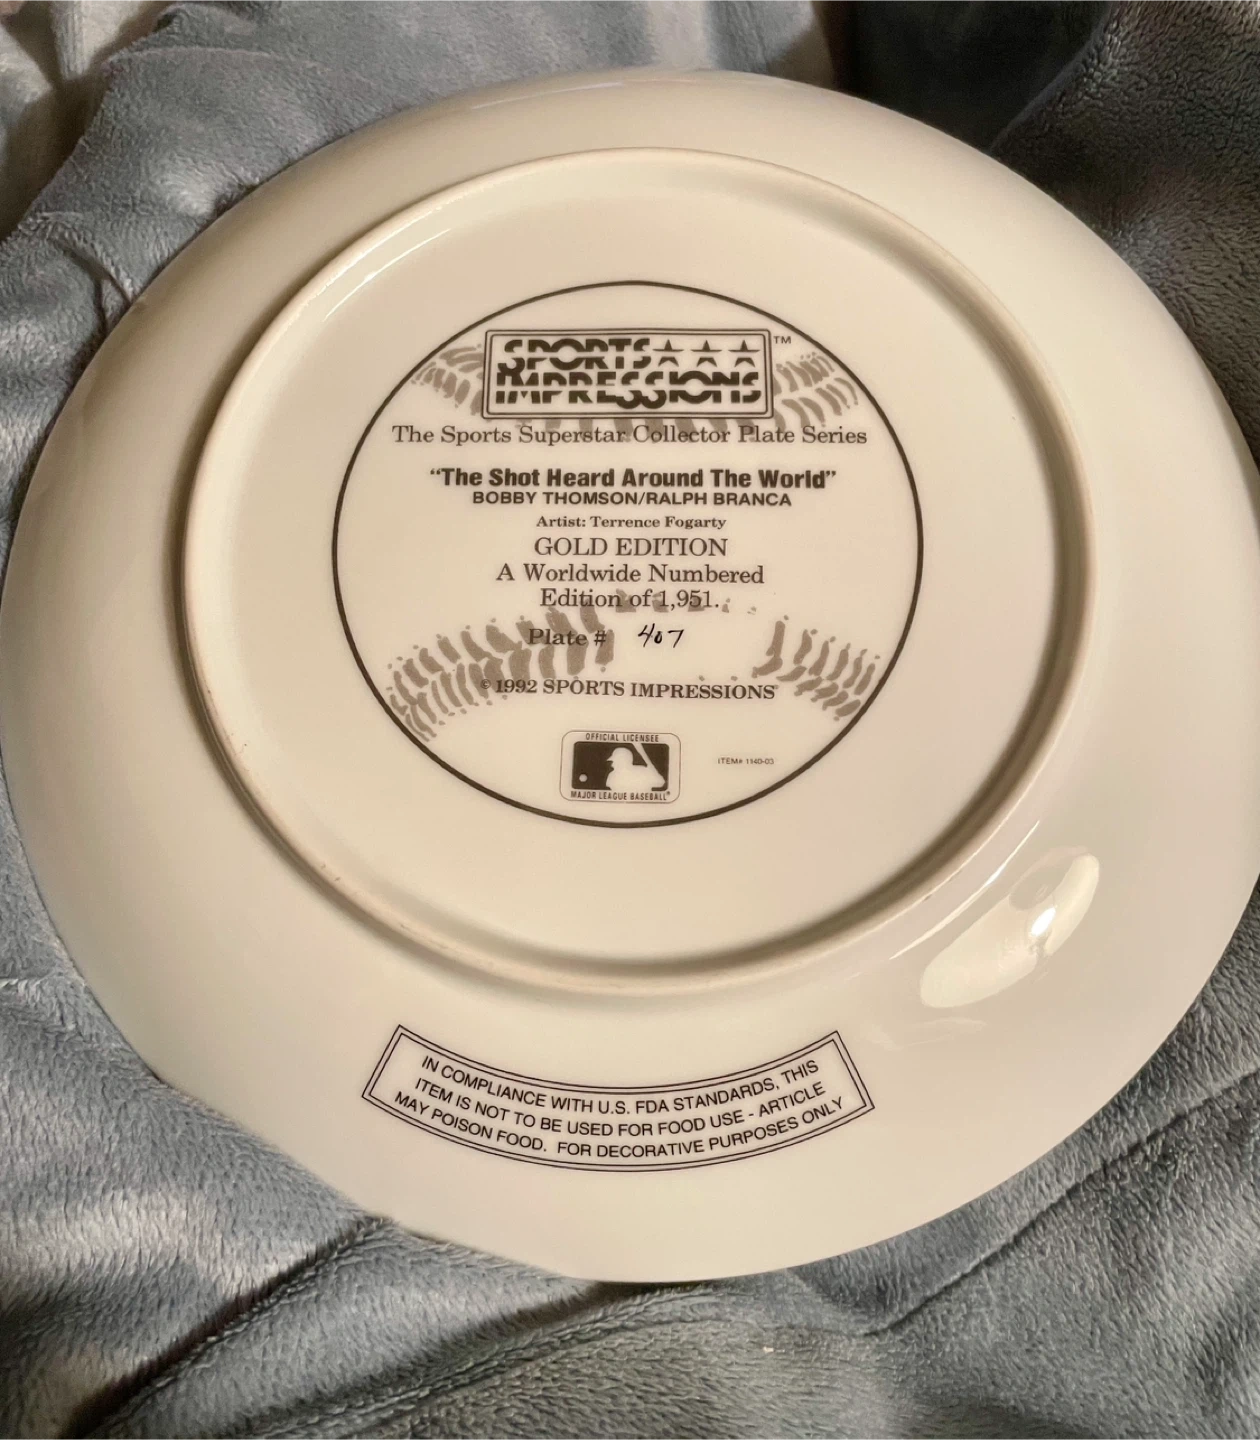 SPORTS ★★★ ™
IMPRESSIONS
The Sports Superstar Collector Plate Series
“The Shot Heard Around The World”
BOBBY THOMSON/RALPH BRANCA
Artist: Terrence Fogarty
GOLD EDITION
A Worldwide Numbered
Edition of 1,951.
Plate # 407
© 1992 SPORTS IMPRESSIONS
OFFICIAL LICENSEE
MAJOR LEAGUE BASEBALL®
ITEM# 1140-03
IN COMPLIANCE WITH U.S. FDA STANDARDS, THIS
ITEM IS NOT TO BE USED FOR FOOD USE - ARTICLE
MAY POISON FOOD. FOR DECORATIVE PURPOSES ONLY